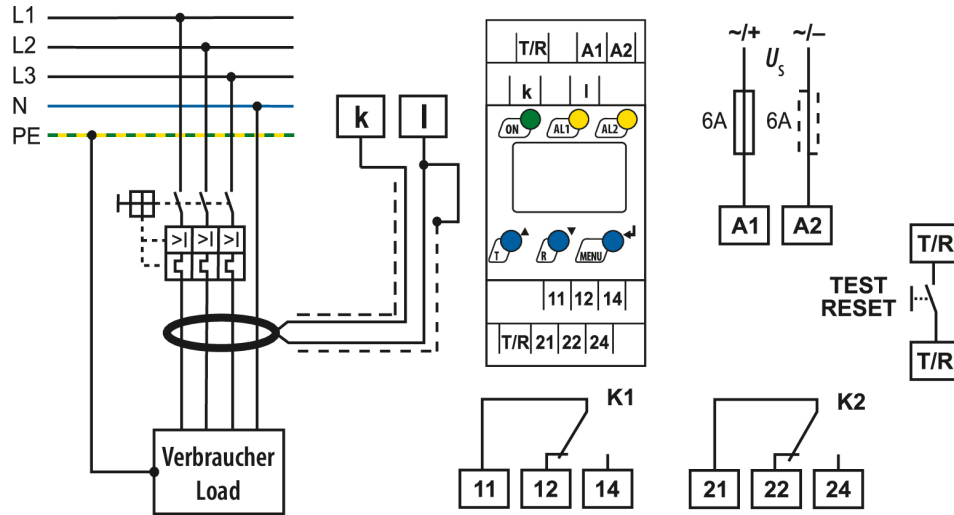 L1
L2
L3
N
PE
>I >I >I
Verbraucher
Load
k l
T/R A1 A2
k l
ON AL1 AL2
T R MENU
11 12 14
T/R 21 22 24
~/+ ~/–
Us
6A 6A
A1 A2
T/R
TEST
RESET
T/R
K1
11 12 14
K2
21 22 24